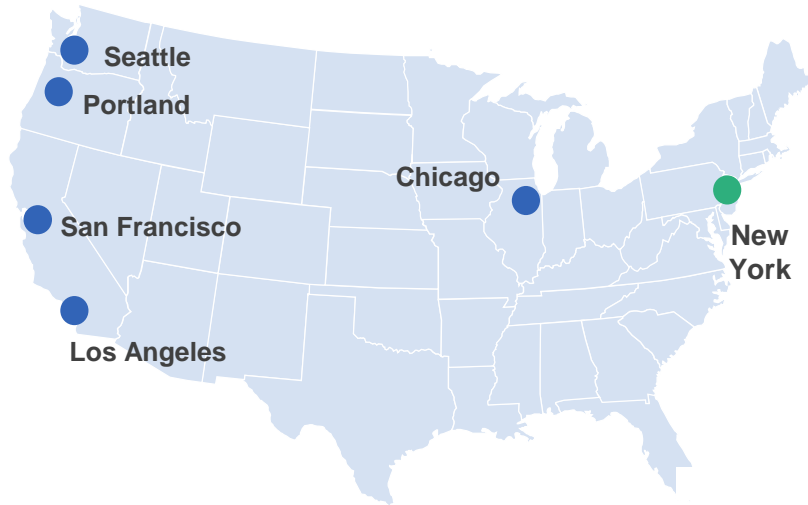 Seattle
Portland
Chicago
San Francisco
New
York
Los Angeles